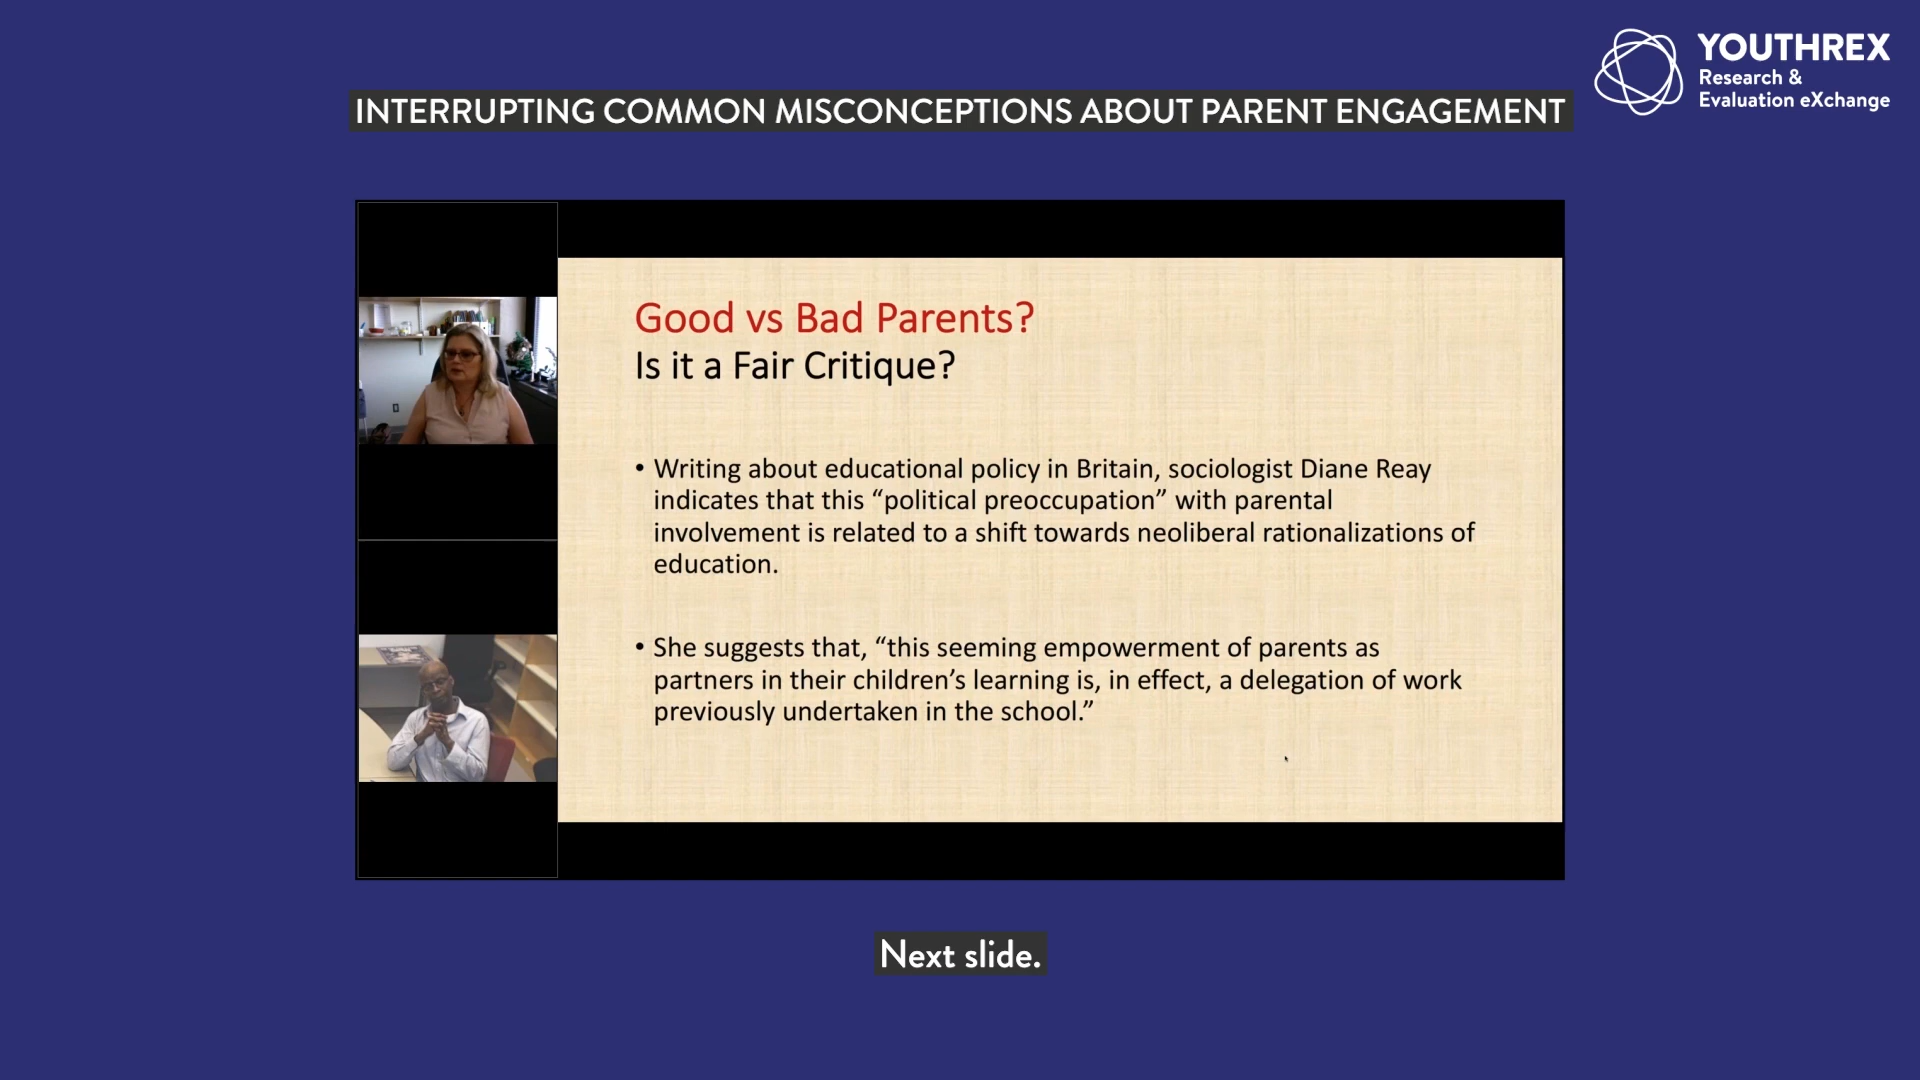 YOUTHREX
Research &
Evaluation eXchange
INTERRUPTING COMMON MISCONCEPTIONS ABOUT PARENT ENGAGEMENT
Good vs Bad Parents?
Is it a Fair Critique?
• Writing about educational policy in Britain, sociologist Diane Reay
indicates that this “political preoccupation” with parental
involvement is related to a shift towards neoliberal rationalizations of
education.
• She suggests that, “this seeming empowerment of parents as
partners in their children’s learning is, in effect, a delegation of work
previously undertaken in the school.”
Next slide.